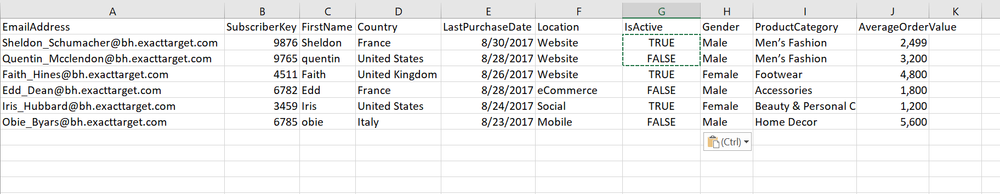 A B C D E F G H I J K
EmailAddress SubscriberKey FirstName Country LastPurchaseDate Location IsActive Gender ProductCategory AverageOrderValue
Sheldon_Schumacher@bh.exacttarget.com 9876 Sheldon France 8/30/2017 Website TRUE Male Men’s Fashion 2,499
Quentin_Mcclendon@bh.exacttarget.com 9765 quentin United States 8/28/2017 Website FALSE Male Men’s Fashion 3,200
Faith_Hines@bh.exacttarget.com 4511 Faith United Kingdom 8/26/2017 Website TRUE Female Footwear 4,800
Edd_Dean@bh.exacttarget.com 6782 Edd France 8/28/2017 eCommerce FALSE Male Accessories 1,800
Iris_Hubbard@bh.exacttarget.com 3459 Iris United States 8/24/2017 Social TRUE Female Beauty & Personal C 1,200
Obie_Byars@bh.exacttarget.com 6785 obie Italy 8/23/2017 Mobile FALSE Male Home Decor 5,600
(Ctrl)